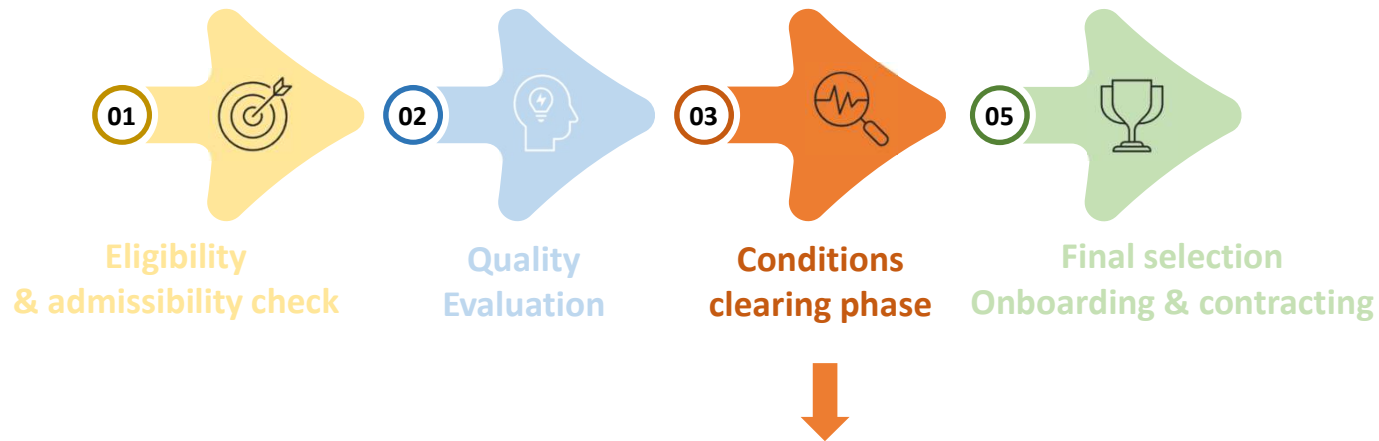 01
02
03
05
Eligibility
& admissibility check
Quality
Evaluation
Conditions
clearing phase
Final selection
Onboarding & contracting